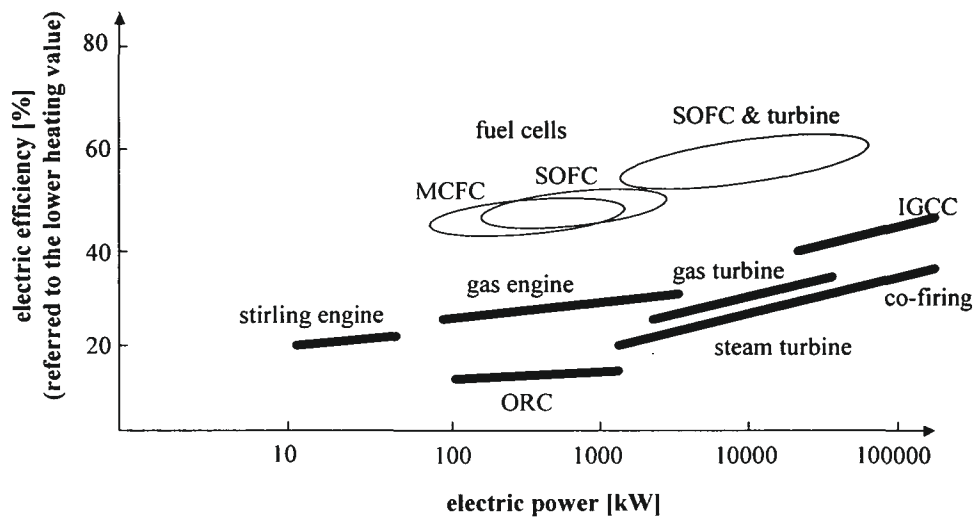 electric efficiency [%]
(referred to the lower heating value)
80
60
40
20
SOFC & turbine
fuel cells
SOFC
MCFC
IGCC
gas turbine
gas engine
co-firing
stirling engine
steam turbine
ORC
10
100
1000
10000
100000
electric power [kW]